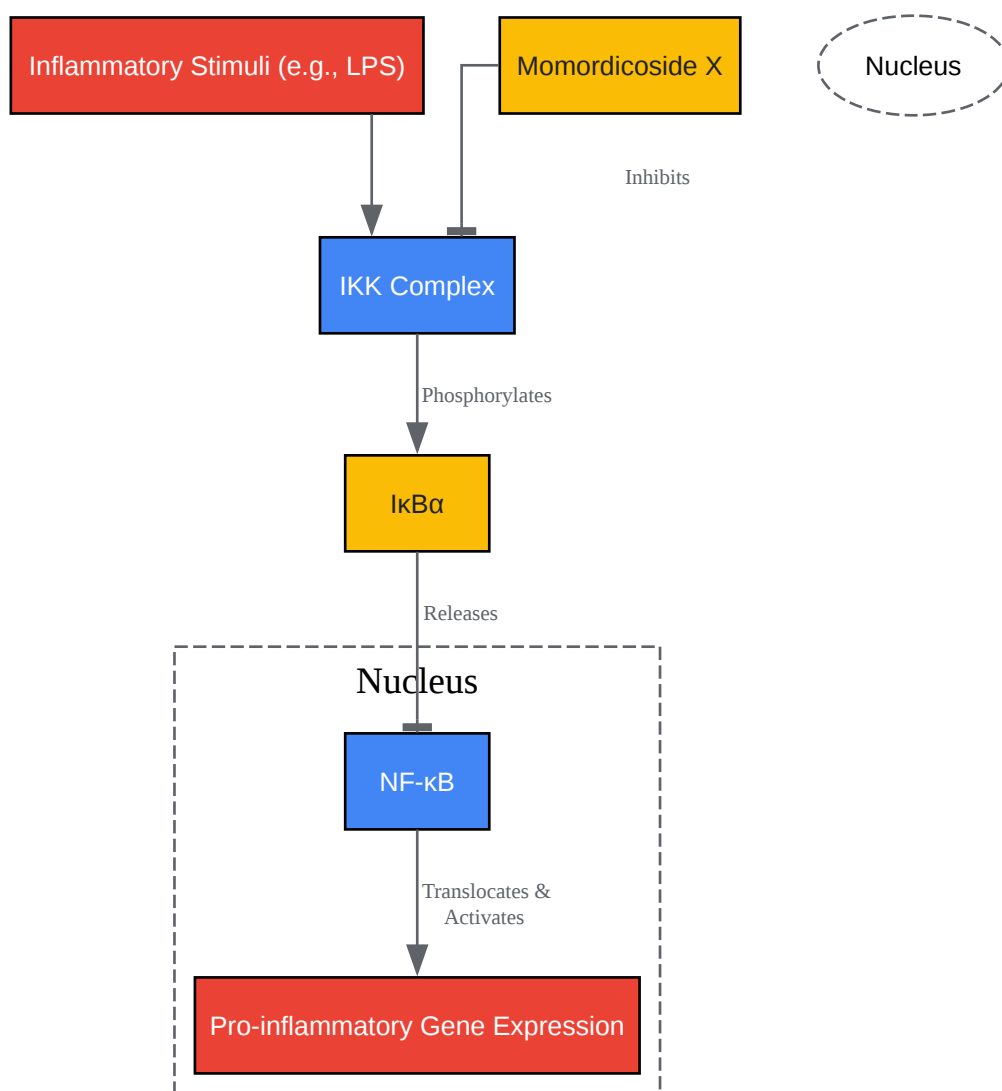 Inflammatory Stimuli (e.g., LPS)
Momordicoside X
Nucleus
Inhibits
IKK Complex
Phosphorylates
IκBα
Releases
Nucleus
NF-κB
Translocates &
Activates
Pro-inflammatory Gene Expression